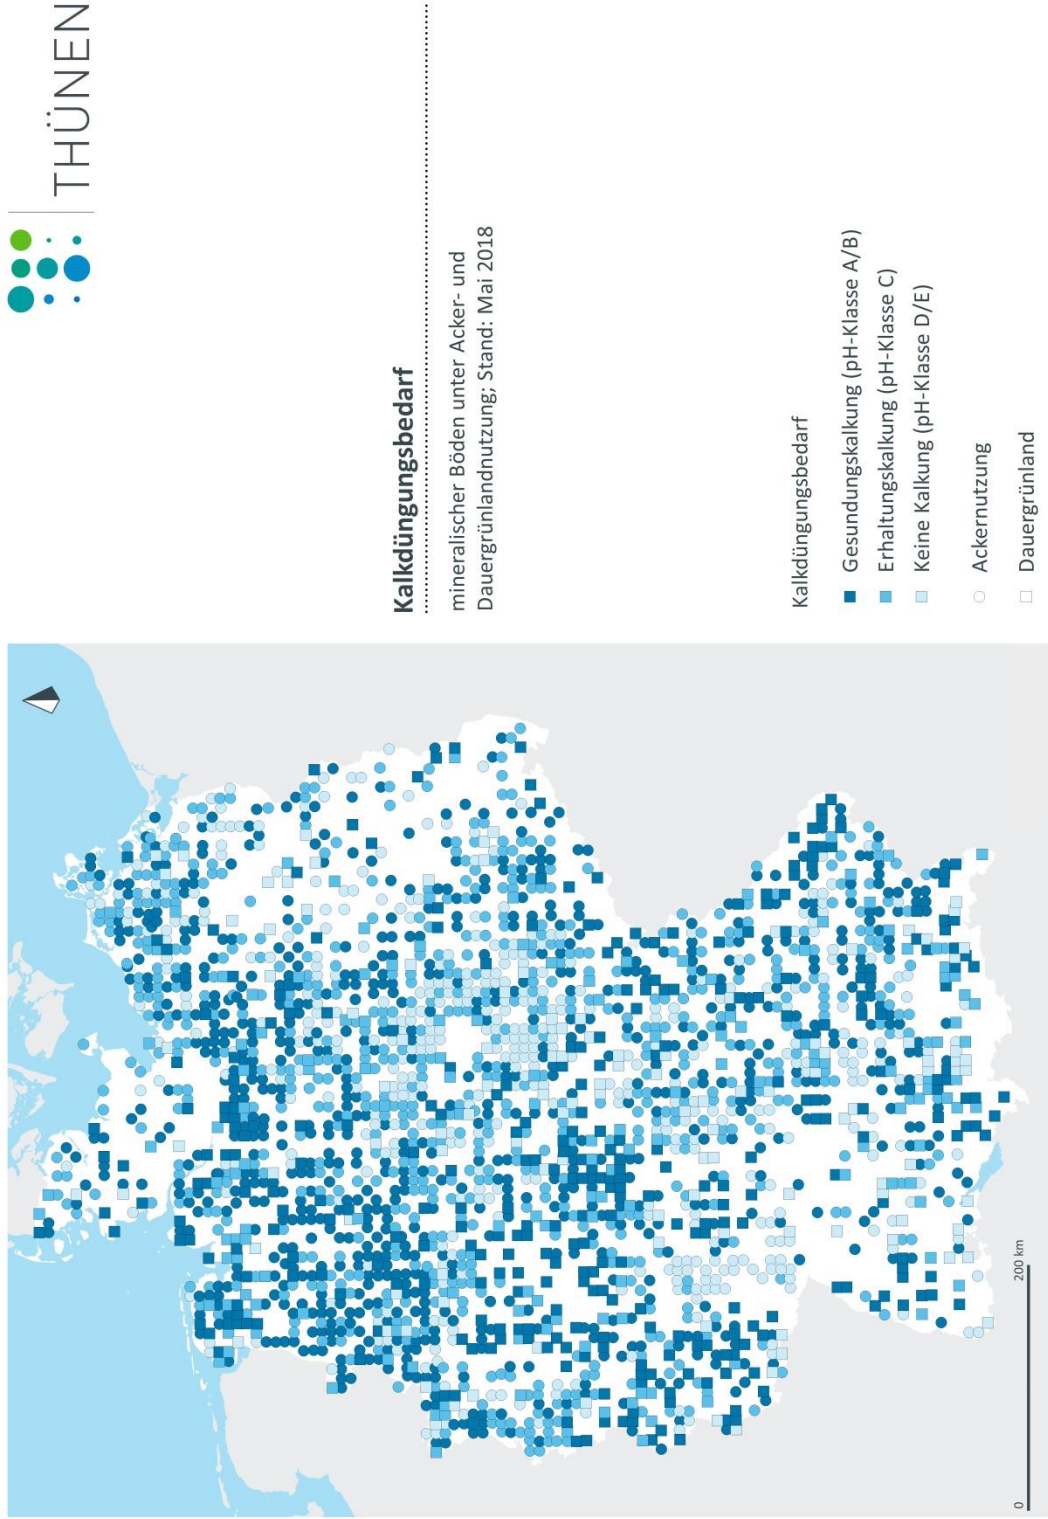 THÜNEN
Kalkdüngungsbedarf
mineralischer Böden unter Acker- und
Dauergrünlandnutzung; Stand: Mai 2018
Kalkdüngungsbedarf
Gesundungskalkung (pH-Klasse A/B)
Erhaltungskalkung (pH-Klasse C)
Keine Kalkung (pH-Klasse D/E)
Ackernutzung
Dauergrünland
0 200 km